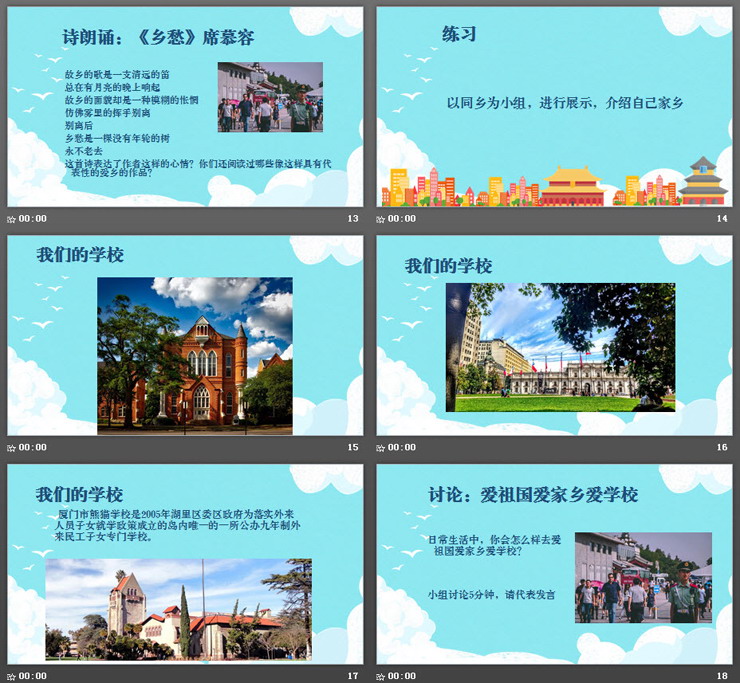 诗朗诵：《乡愁》席慕容
故乡的歌是一支清远的笛
总在有月亮的晚上响起
故乡的面貌却是一种模糊的怅惘
仿佛雾里的挥手别离
别离后
乡愁是一棵没有年轮的树
永不老去
这首诗表达了作者这样的心情？你们还阅读过哪些像这样具有代
表性的爱乡的作品？
00:00
13
练习
以同乡为小组，进行展示，介绍自己家乡
00:00
14
我们的学校
00:00
15
我们的学校
00:00
16
我们的学校
厦门市熊猫学校是2005年湖里区委区政府为落实外来
人员子女就学政策成立的岛内唯一的一所公办九年制外
来民工子女专门学校。
00:00
17
讨论：爱祖国爱家乡爱学校
日常生活中，你会怎么样去爱
祖国爱家乡爱学校？
小组讨论5分钟，请代表发言
00:00
18